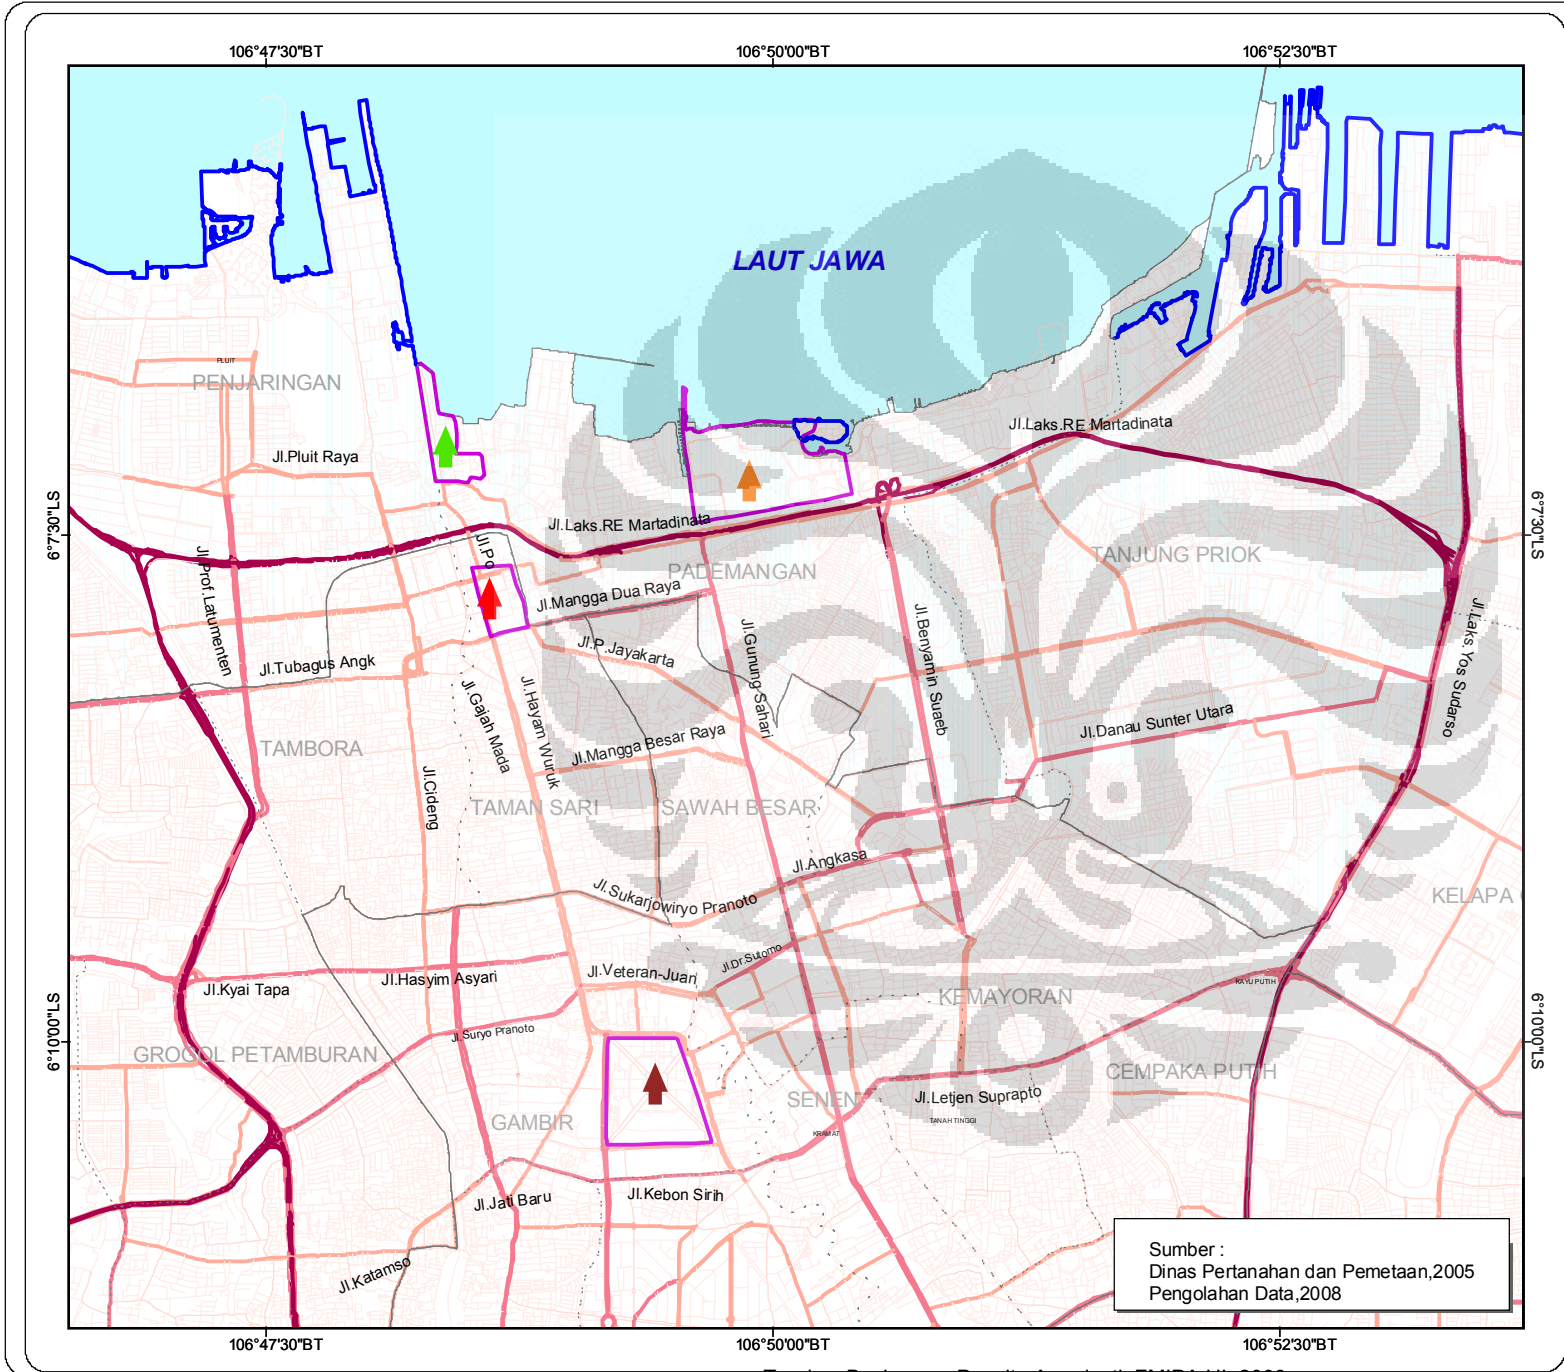 106°47'30"BT
106°50'00"BT
106°52'30"BT
LAUT JAWA
PLUIT
PENJARINGAN
Jl.Laks.RE Martadinata
Jl.Pluit Raya
6°7'30"LS
6°7'30"LS
Jl.Laks.RE Martadinata
Jl.Po
TANJUNG PRIOK
PADEMANGAN
Jl.Prof.Latumenten
Jl.Mangga Dua Raya
Jl.Gunung Sahari
Jl.Benyamin Suaeb
Jl.Laks.Yos Sudarso
Jl.P.Jayakarta
Jl.Tubagus Angk
Jl.Gajah Mada
Jl.Hayam Wuruk
Jl.Danau Sunter Utara
TAMBORA
Jl.Mangga Besar Raya
Jl.Cideng
TAMAN SARI
SAWAH BESAR
Jl.Angkasa
Jl.Sukarjowiryo Pranoto
KELAPA
Jl.Dr.Sutomo
Jl.Veteran-Juan
Jl.Hasyim Asyari
Jl.Kyai Tapa
KAYU PUTIH
KEMAYORAN
6°10'00"LS
6°10'00"LS
Jl.Suryo Pranoto
GROGOL PETAMBURAN
CEMPAKA PUTIH
SENEN
Jl.Letjen Suprapto
GAMBIR
TANAH TINGGI
KRAMAT
Jl.Jati Baru
Jl.Kebon Sirih
Jl.Katamso
Sumber :
Dinas Pertanahan dan Pemetaan,2005
Pengolahan Data,2008
106°47'30"BT
106°50'00"BT
106°52'30"BT